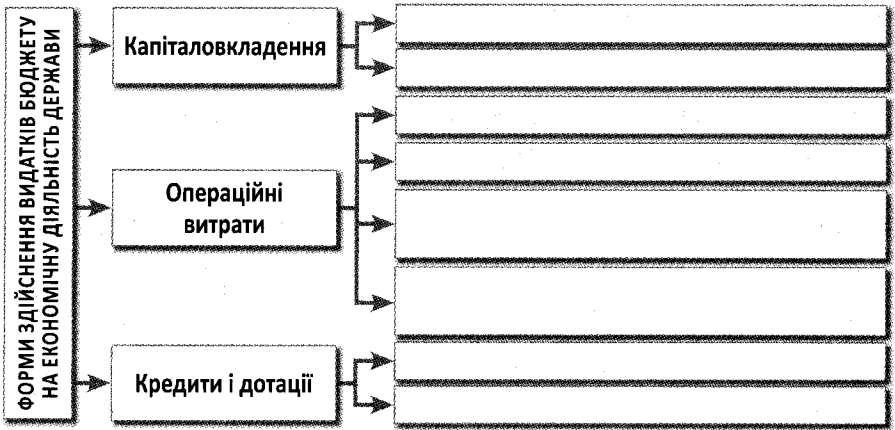 ФОРМИ ЗДІЙСНЕННЯ ВИДАТКІВ БЮДЖЕТУ
НА ЕКОНОМІЧНУ ДІЯЛЬНІСТЬ ДЕРЖАВИ
Капіталовкладення
Операційні
витрати
Кредити і дотації